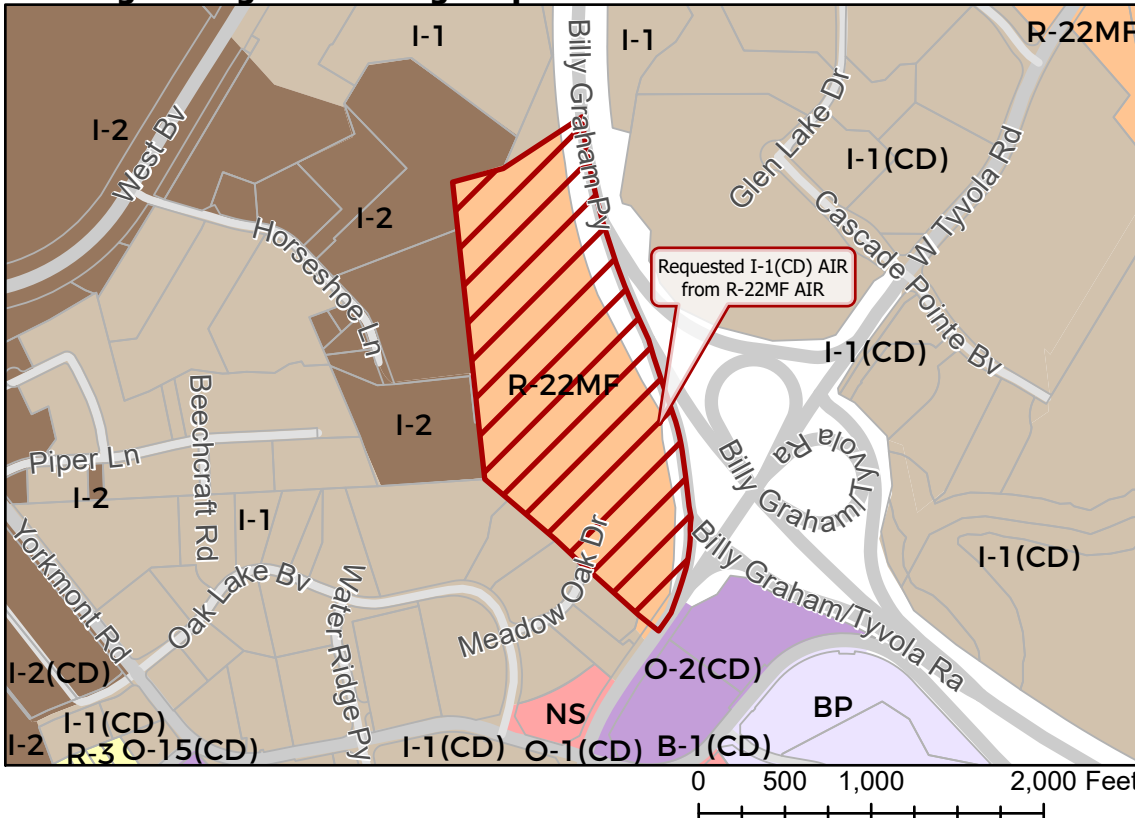 I-1
I-1
R-22MF
Billy Graham Py
I-2
West Bv
Glen Lake Dr
I-1(CD)
W Tyvola Rd
I-2
Horseshoe Ln
Cascade Pointe Bv
Requested I-1(CD) AIR
from R-22MF AIR
I-1(CD)
R-22MF
Beechcraft Rd
I-2
Piper Ln
I-2
I-1
Billy Graham/Tyvola Ra
Yorkmont Rd
Oak Lake Bv
Water Ridge Py
Meadow Oak Dr
Billy Graham/Tyvola Ra
I-1(CD)
I-2(CD)
O-2(CD)
I-1(CD)
NS
BP
I-2
R-3
O-15(CD)
I-1(CD)
O-1(CD)
B-1(CD)
0 500 1,000 2,000 Feet